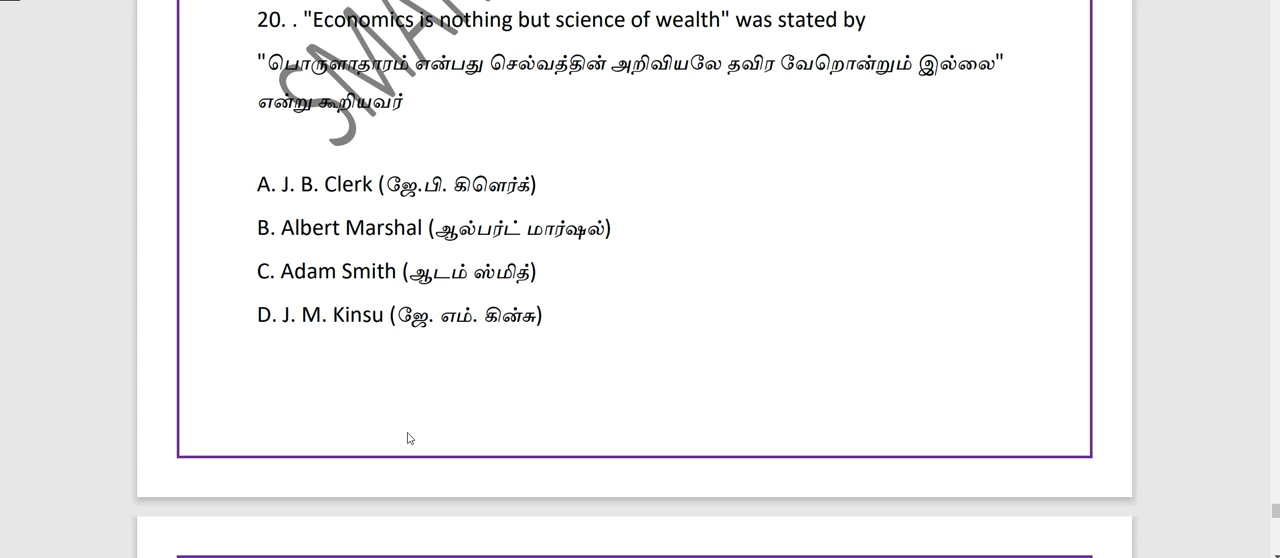 20. . "Economics is nothing but science of wealth" was stated by
"பொருளாதாரம் என்பது செல்வத்தின் அறிவியலே தவிர வேறொன்றும் இல்லை"
என்று கூறியவர்
SMA
A. J. B. Clerk (ஜே.பி. கிளெர்க்)
B. Albert Marshal (ஆல்பர்ட் மார்ஷல்)
C. Adam Smith (ஆடம் ஸ்மித்)
D. J. M. Kinsu (ஜே. எம். கின்சு)